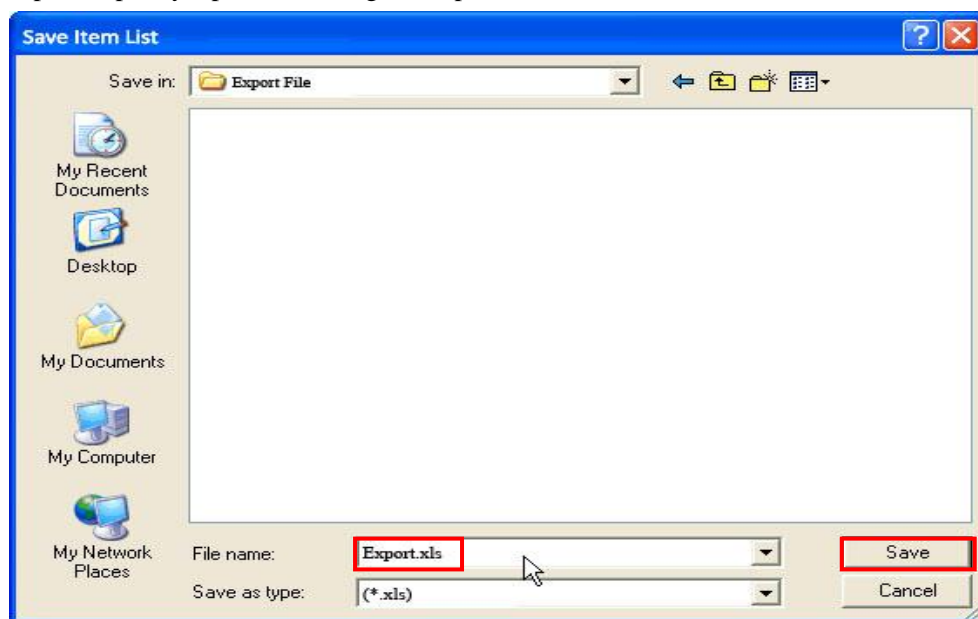 Save Item List
Save in:
Export File
My Recent
Documents
Desktop
My Documents
My Computer
My Network
Places
File name:
Export.xls
Save
Save as type:
(*.xls)
Cancel